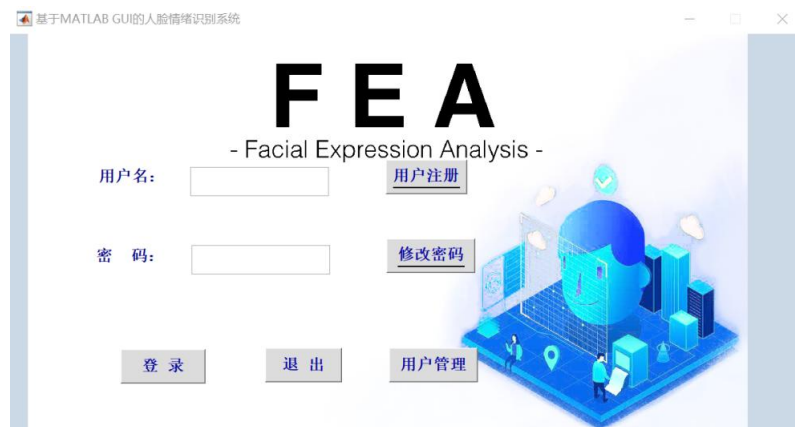 基于MATLAB GUI的人脸情绪识别系统
F E A
- Facial Expression Analysis -
用户名：
用户注册
密 码：
修改密码
登 录
退 出
用户管理